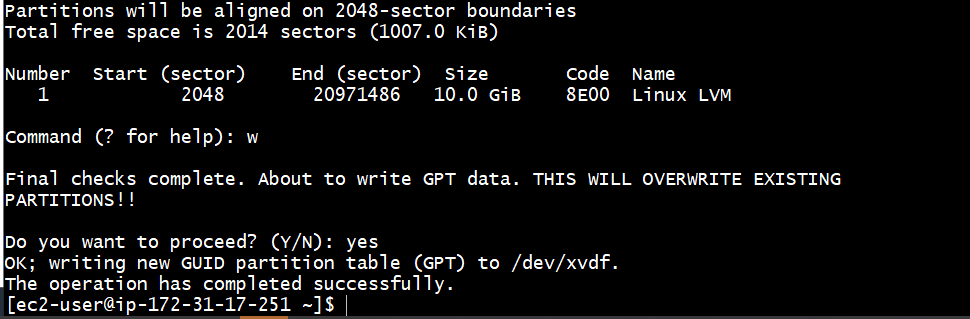 Partitions will be aligned on 2048-sector boundaries
Total free space is 2014 sectors (1007.0 KiB)
Number  Start (sector)    End (sector)  Size       Code  Name
   1            2048        20971486   10.0 GiB    8E00  Linux LVM
Command (? for help): w
Final checks complete. About to write GPT data. THIS WILL OVERWRITE EXISTING
PARTITIONS!!
Do you want to proceed? (Y/N): yes
OK; writing new GUID partition table (GPT) to /dev/xvdf.
The operation has completed successfully.
[ec2-user@ip-172-31-17-251 ~]$